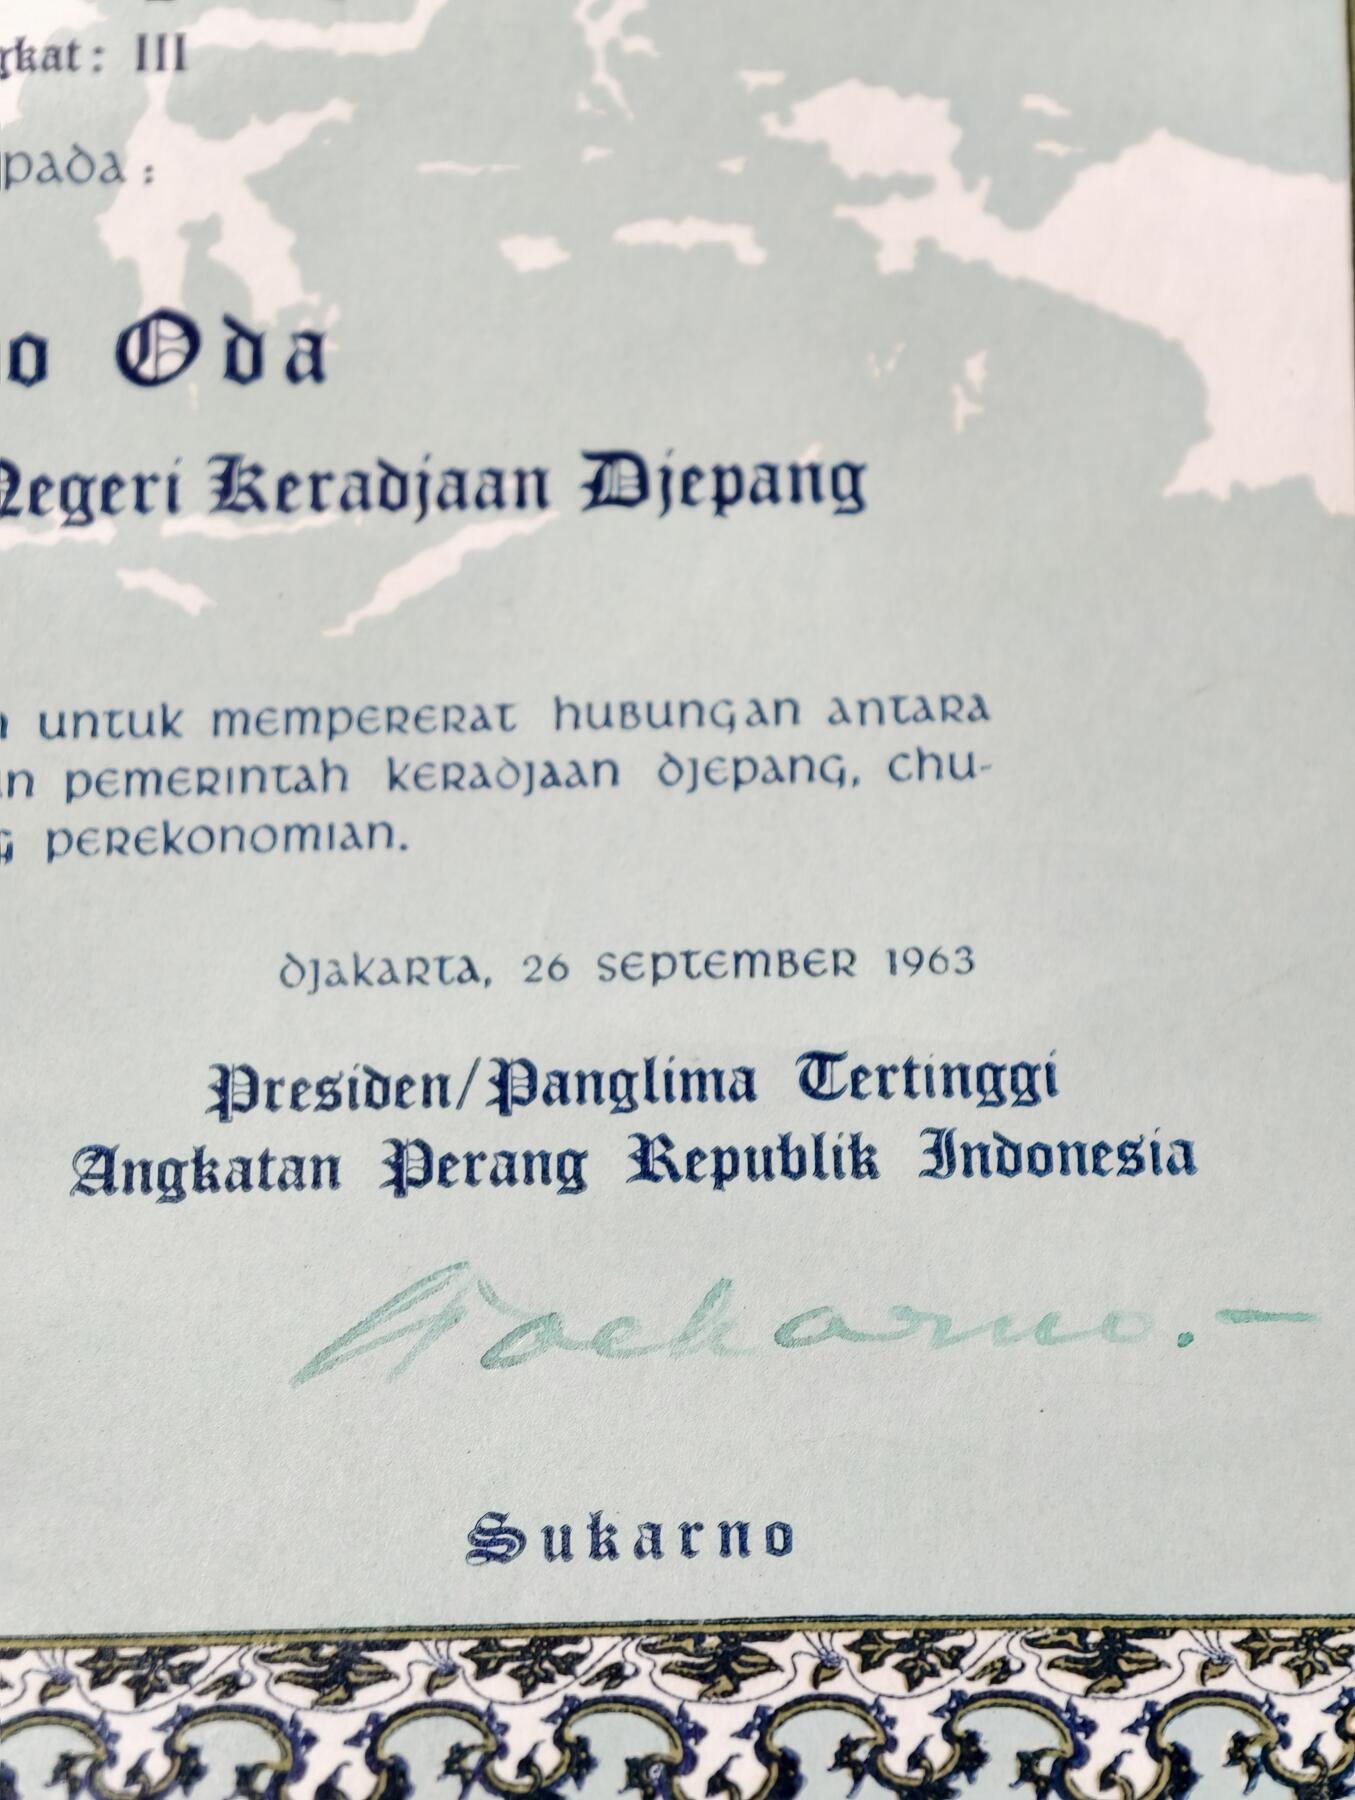 gkat: III
pada:
o Oda
Negeri Keradjaan Djepang
untuk mempererat hubungan antara
n pemerintah keradjaan djepang, chu-
g perekonomian.
Djakarta, 26 September 1963
Presiden/Panglima Tertinggi
Angkatan Perang Republik Indonesia
Soekarno.-
Sukarno